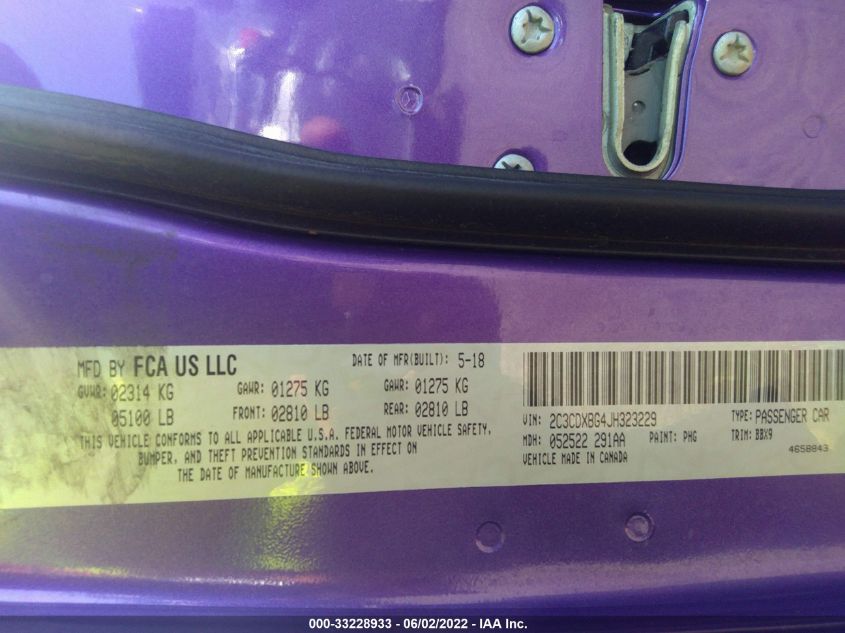 MFD BY FCA US LLC DATE OF MFR(BUILT): 5-18
GVWR: 02314 KG GAWR: 01275 KG GAWR: 01275 KG
05100 LB FRONT: 02810 LB REAR: 02810 LB
THIS VEHICLE CONFORMS TO ALL APPLICABLE U.S.A. FEDERAL MOTOR VEHICLE SAFETY,
BUMPER, AND THEFT PREVENTION STANDARDS IN EFFECT ON
THE DATE OF MANUFACTURE SHOWN ABOVE.
VIN: 2C3CDXBG4JH323229 TYPE: PASSENGER CAR
MDH: 052522 291AA PAINT: PHG TRIM: BBX9
VEHICLE MADE IN CANADA 4658843
000-33228933 - 06/02/2022 - IAA Inc.